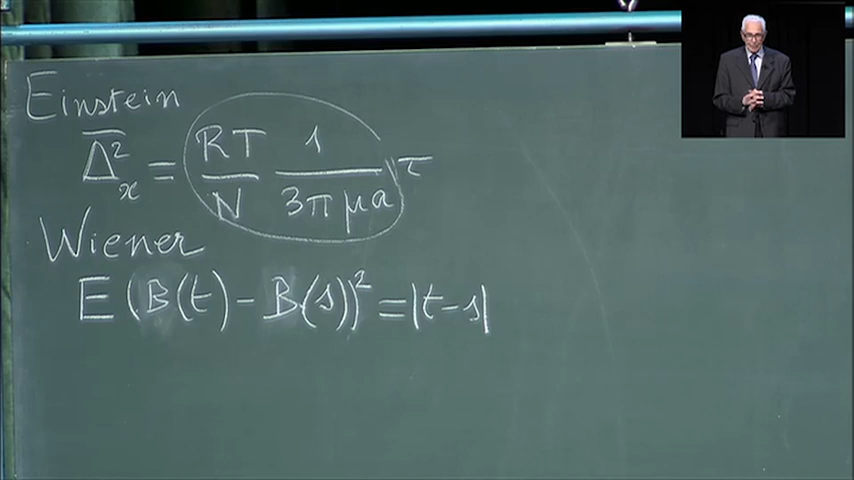 Einstein
Δ̅²ₓ = RT/N 1/3πμa τ
Wiener
E(B(t) - B(s))² = |t-s|